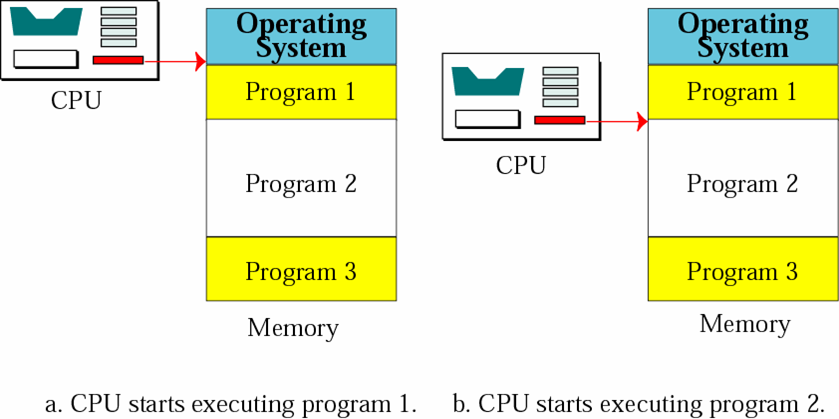 Operating
System
Program 1
Program 2
Program 3
CPU
Memory
a. CPU starts executing program 1.
Operating
System
Program 1
Program 2
Program 3
CPU
Memory
b. CPU starts executing program 2.